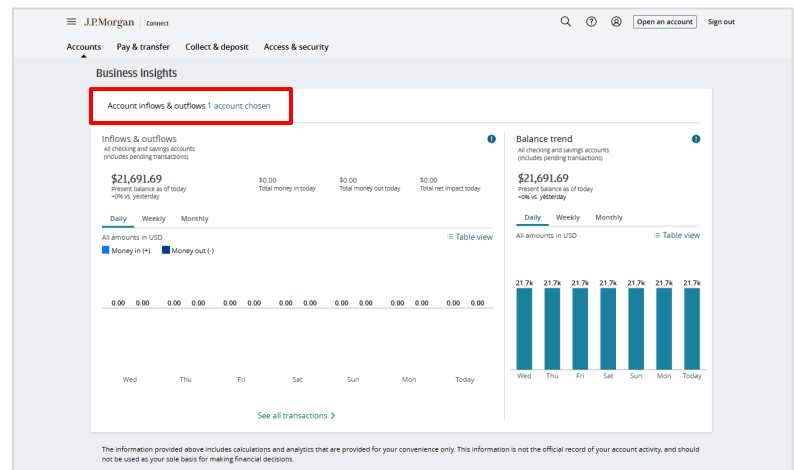 J.P.Morgan | Connect
Open an account
Sign out
Accounts Pay & transfer Collect & deposit Access & security
Business insights
Account inflows & outflows 1 account chosen
Inflows & outflows
All checking and savings accounts
(includes pending transactions)
$21,691.69
Present balance as of today
~0% vs. yesterday
$0.00
Total money in today
$0.00
Total money out today
$0.00
Total net impact today
Daily Weekly Monthly
All amounts in USD
Table view
Money in (+) Money out (-)
0.00 0.00 0.00 0.00 0.00 0.00 0.00 0.00 0.00 0.00 0.00 0.00 0.00 0.00
Wed Thu Fri Sat Sun Mon Today
See all transactions
Balance trend
All checking and savings accounts
(includes pending transactions)
$21,691.69
Present balance as of today
~0% vs. yesterday
Daily Weekly Monthly
All amounts in USD
Table view
21.7k 21.7k 21.7k 21.7k 21.7k 21.7k 21.7k
Wed Thu Fri Sat Sun Mon Today
The information provided above includes calculations and analytics that are provided for your convenience only. This information is not the official record of your account activity, and should
not be used as your sole basis for making financial decisions.